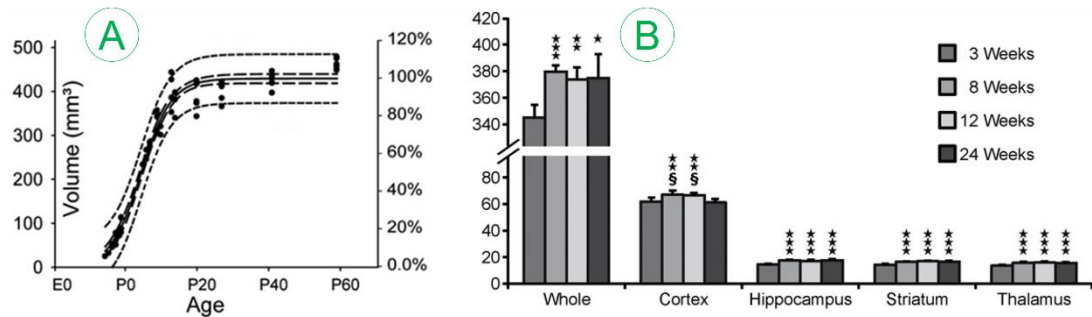 A
Volume (mm³)
500
400
300
200
100
0
120%
100%
80%
60%
40%
20%
0.0%
E0 P0 P20 P40 P60
Age
B
420
400
380
360
340
80
60
40
20
0
★★★ ★★ ★
★★§ ★★§
★★★ ★★★ ★★★
★★★ ★★★ ★★★
★★★ ★★★ ★★★
Whole Cortex Hippocampus Striatum Thalamus
3 Weeks
8 Weeks
12 Weeks
24 Weeks